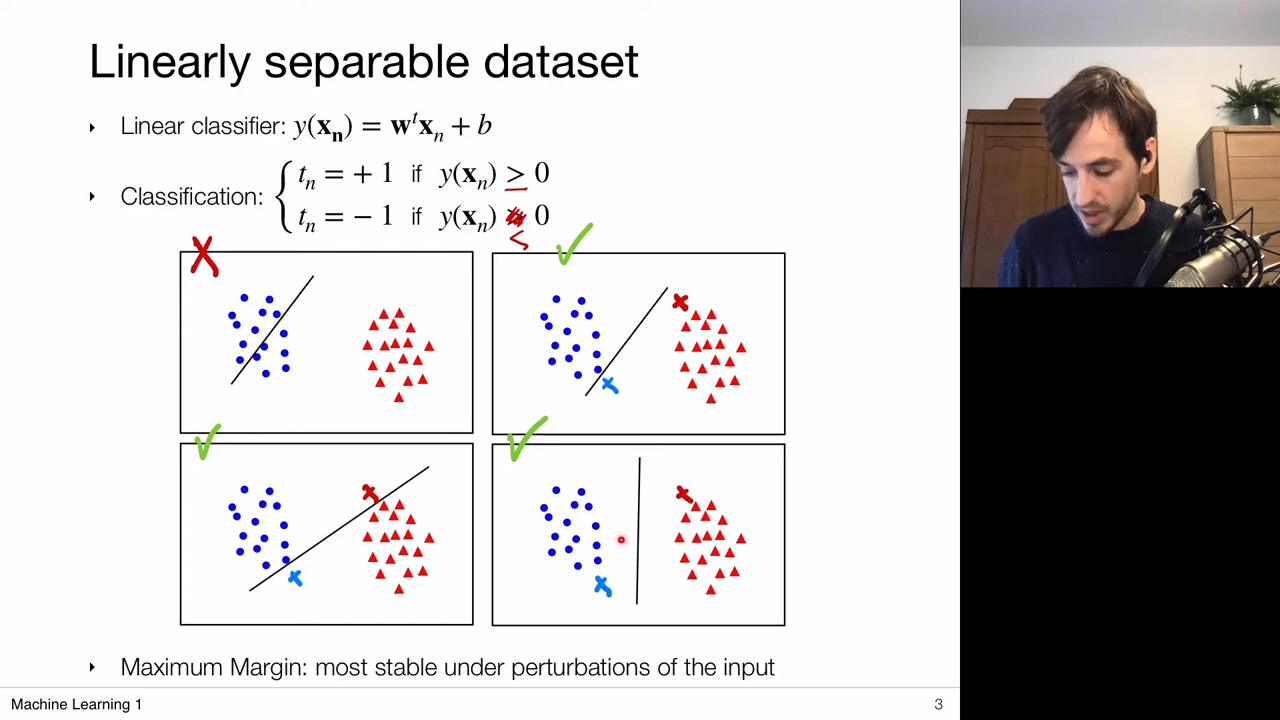 Linearly separable dataset
Linear classifier: y(𝐱ₙ) = 𝐰ᵗ𝐱ₙ + b
Classification: { tₙ = + 1 if y(𝐱ₙ) > 0
tₙ = − 1 if y(𝐱ₙ) 0
<
Maximum Margin: most stable under perturbations of the input
Machine Learning 1
3